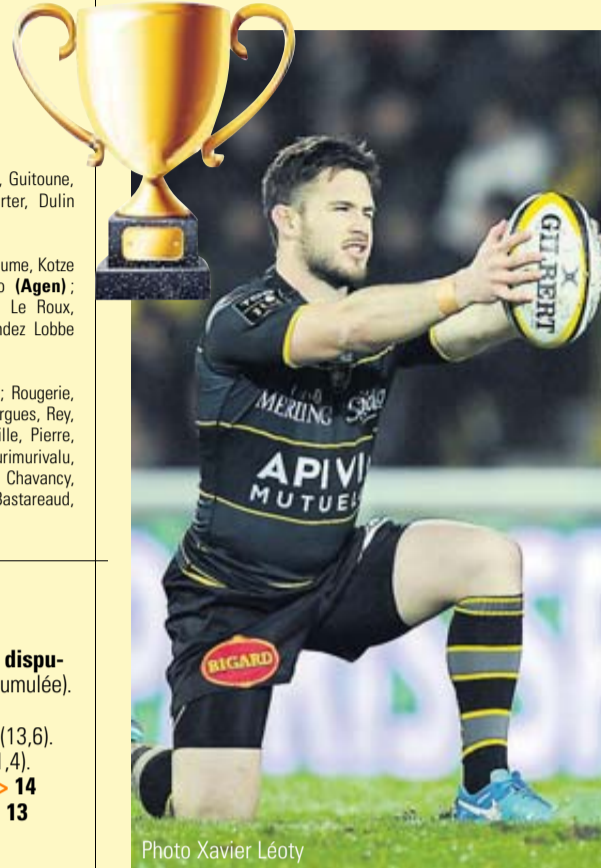 , Guitoune,
rter, Dulin
ume, Kotze
o (Agen) ;
Le Roux,
ndez Lobbe
; Rougerie,
rgues, Rey,
ille, Pierre,
urimurivalu,
Chavancy,
Bastareaud,
dispu-
umulée).
(13,6).
1,4).
> 14
13
GILBERT
MERLING
APIVI
MUTUEL
BIGARD
Photo Xavier Léoty